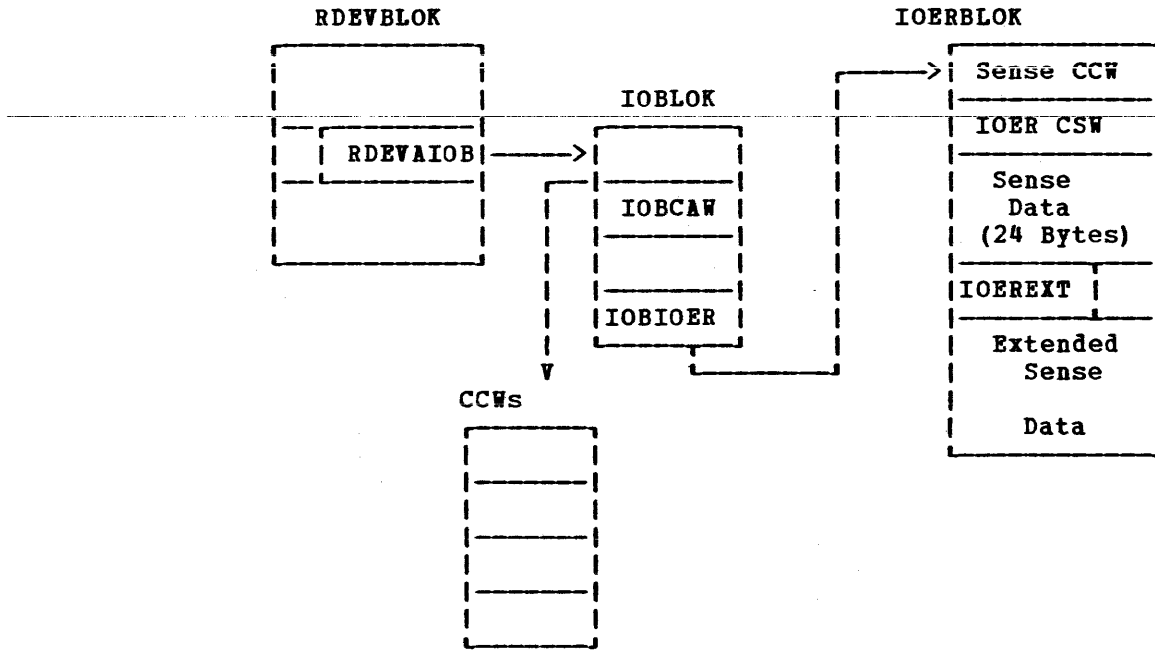 RDEVBLOK
IOERBLOK
Sense CCW
IOBLOK
IOER CSW
RDEVAIOB
Sense
Data
IOBCAW
(24 Bytes)
IOEREXT
IOBIOER
Extended
Sense
CCWs
Data